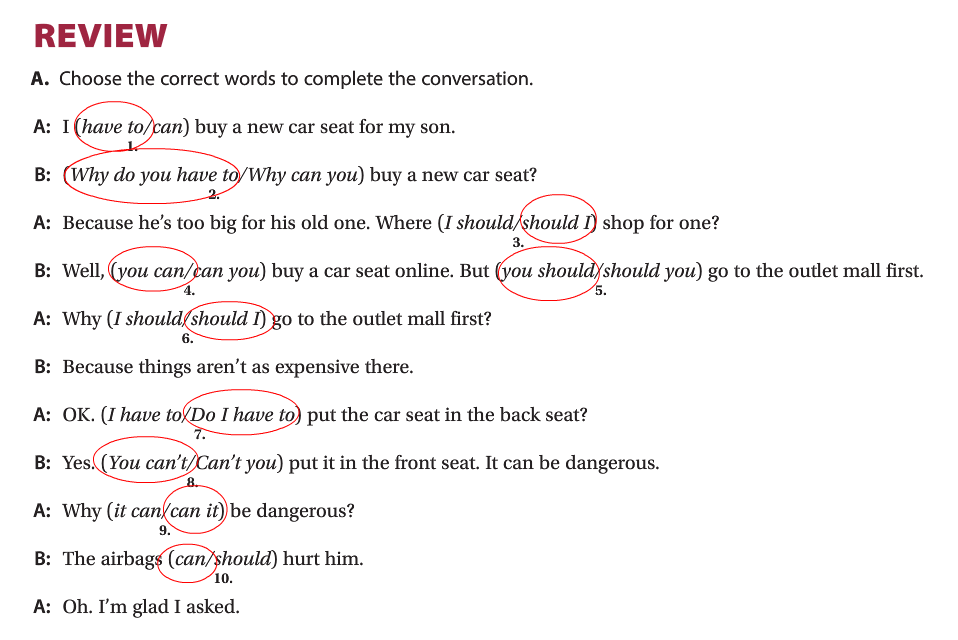 REVIEW
A. Choose the correct words to complete the conversation.
A: I (have to/can) buy a new car seat for my son.
1.
B: (Why do you have to/Why can you) buy a new car seat?
2.
A: Because he's too big for his old one. Where (I should/should I) shop for one?
3.
B: Well, (you can/can you) buy a car seat online. But (you should/should you) go to the outlet mall first.
4. 5.
A: Why (I should/should I) go to the outlet mall first?
6.
B: Because things aren't as expensive there.
A: OK. (I have to/Do I have to) put the car seat in the back seat?
7.
B: Yes. (You can't/Can't you) put it in the front seat. It can be dangerous.
8.
A: Why (it can/can it) be dangerous?
9.
B: The airbags (can/should) hurt him.
10.
A: Oh. I'm glad I asked.